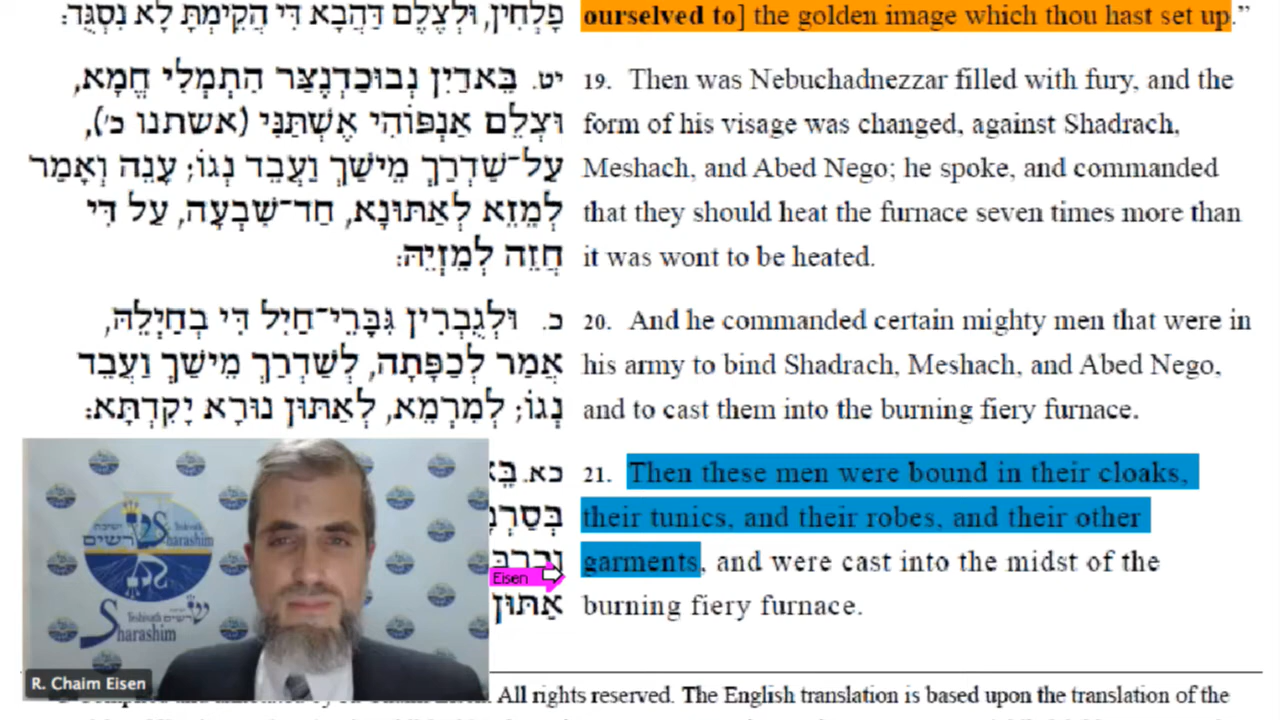 ourselved to] the golden image which thou hast set up.”
פָלְחִין, וּלְצֶלֶם דַּהֲבָא דִּי הֲקֵימְתָּ לָא נִסְגֻּד:
יט. בֵּאדַיִן נְבוּכַדְנֶצַּר הִתְמְלִי חֱמָא,
וּצְלֵם אַנְפּוֹהִי אֶשְׁתַּנִּי (אשתנו כ'),
עַל־שַׁדְרַךְ מֵישַׁךְ וַעֲבֵד נְגוֹ; עָנֵה וְאָמַר
לְמֵזֵא לְאַתּוּנָא, חַד־שִׁבְעָה, עַל דִּי
חֲזֵה לְמֵזְיֵהּ:
19. Then was Nebuchadnezzar filled with fury, and the
form of his visage was changed, against Shadrach,
Meshach, and Abed Nego; he spoke, and commanded
that they should heat the furnace seven times more than
it was wont to be heated.
כ. וּלְגֻבְרִין גִּבָּרֵי־חַיִל דִּי בְחַיְלֵהּ,
אֲמַר לְכַפָּתָה, לְשַׁדְרַךְ מֵישַׁךְ וַעֲבֵד
נְגוֹ; לְמִרְמֵא, לְאַתּוּן נוּרָא יָקִדְתָּא:
20. And he commanded certain mighty men that were in
his army to bind Shadrach, Meshach, and Abed Nego,
and to cast them into the burning fiery furnace.
כא.
21. Then these men were bound in their cloaks,
their tunics, and their robes, and their other
garments, and were cast into the midst of the
burning fiery furnace.
אַתּוּן
Eisen
ישיבת
שרשים
Yeshivath
Sharashim
Yeshivath שרשים
Sharashim
R. Chaim Eisen
All rights reserved. The English translation is based upon the translation of the